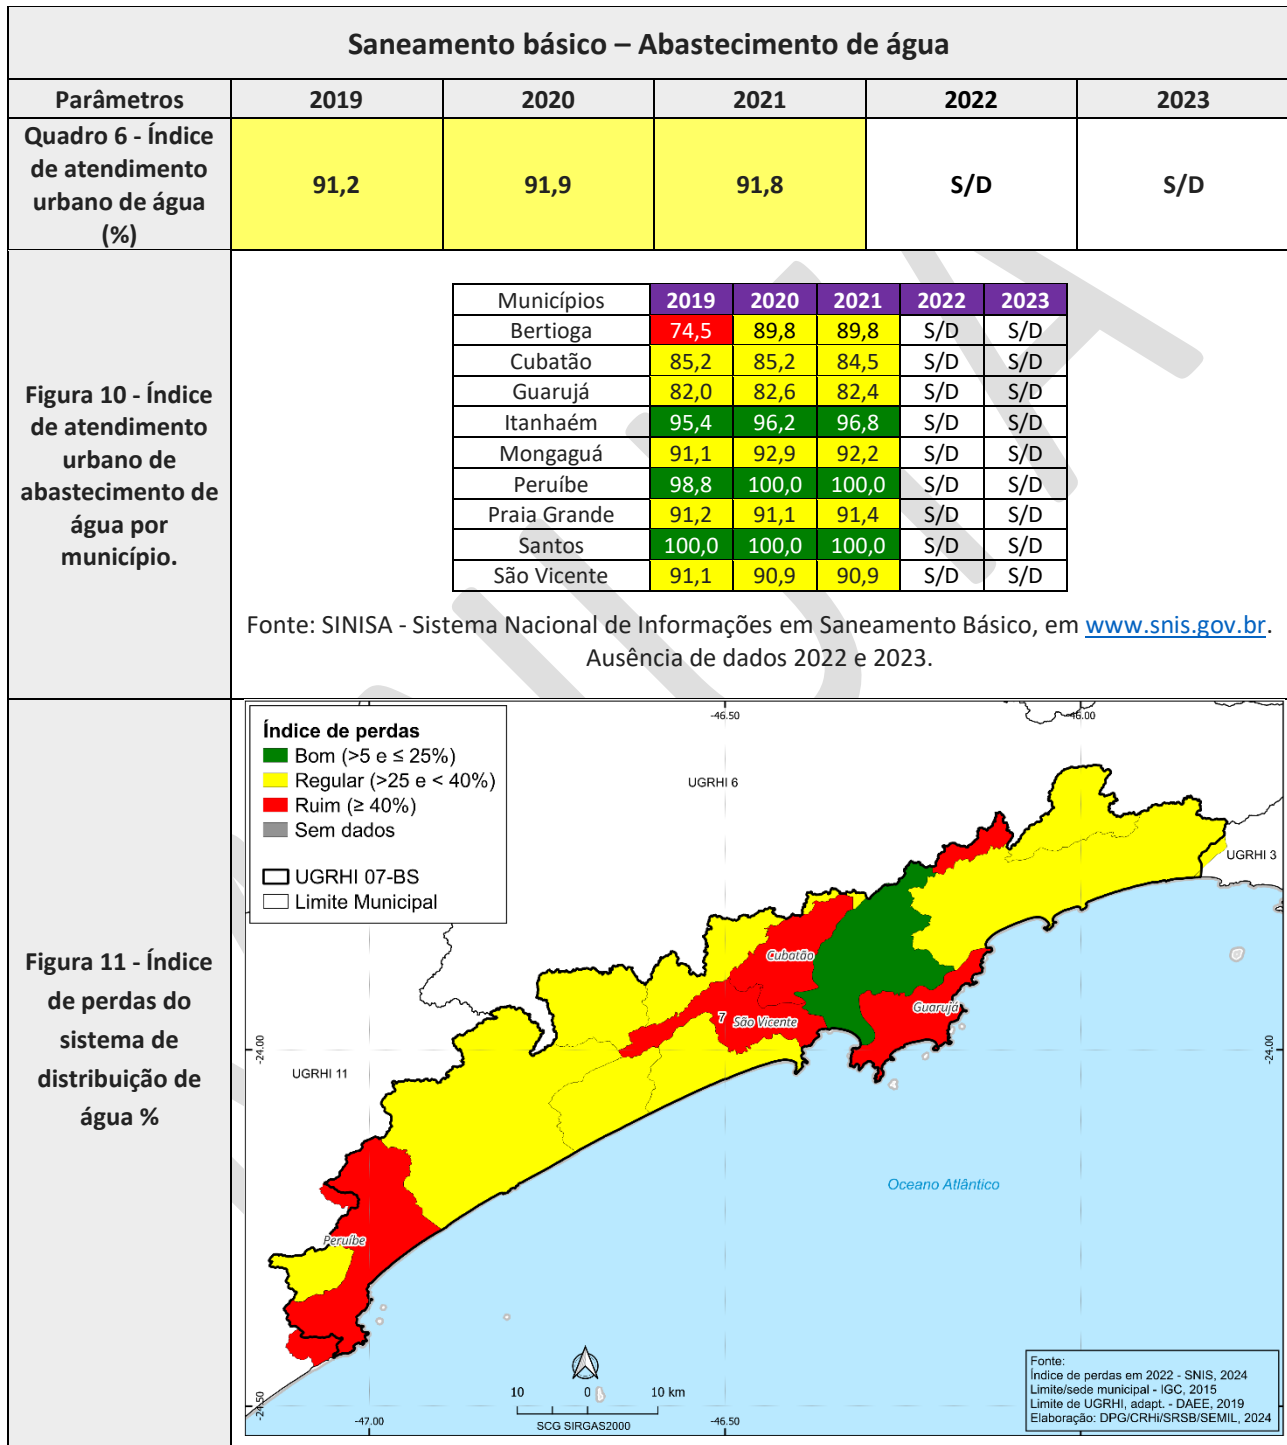 Saneamento básico – Abastecimento de água
Parâmetros 2019 2020 2021 2022 2023
Quadro 6 - Índice
de atendimento
urbano de água
(%)
91,2 91,9 91,8 S/D S/D
Figura 10 - Índice
de atendimento
urbano de
abastecimento de
água por
município.
Municípios 2019 2020 2021 2022 2023
Bertioga 74,5 89,8 89,8 S/D S/D
Cubatão 85,2 85,2 84,5 S/D S/D
Guarujá 82,0 82,6 82,4 S/D S/D
Itanhaém 95,4 96,2 96,8 S/D S/D
Mongaguá 91,1 92,9 92,2 S/D S/D
Peruíbe 98,8 100,0 100,0 S/D S/D
Praia Grande 91,2 91,1 91,4 S/D S/D
Santos 100,0 100,0 100,0 S/D S/D
São Vicente 91,1 90,9 90,9 S/D S/D
Fonte: SINISA - Sistema Nacional de Informações em Saneamento Básico, em www.snis.gov.br.
Ausência de dados 2022 e 2023.
Figura 11 - Índice
de perdas do
sistema de
distribuição de
água %
Índice de perdas
Bom (>5 e ≤ 25%)
Regular (>25 e < 40%)
Ruim (≥ 40%)
Sem dados
UGRHI 07-BS
Limite Municipal
-46.50
-46.00
UGRHI 6
UGRHI 3
Cubatão
Guarujá
7
São Vicente
-24.00
-24.00
UGRHI 11
Oceano Atlântico
Peruíbe
10 0 10 km
SCG SIRGAS2000
-24.50
-47.00
-46.50
Fonte:
Índice de perdas em 2022 - SNIS, 2024
Limite/sede municipal - IGC, 2015
Limite de UGRHI, adapt. - DAEE, 2019
Elaboração: DPG/CRHi/SRSB/SEMIL, 2024